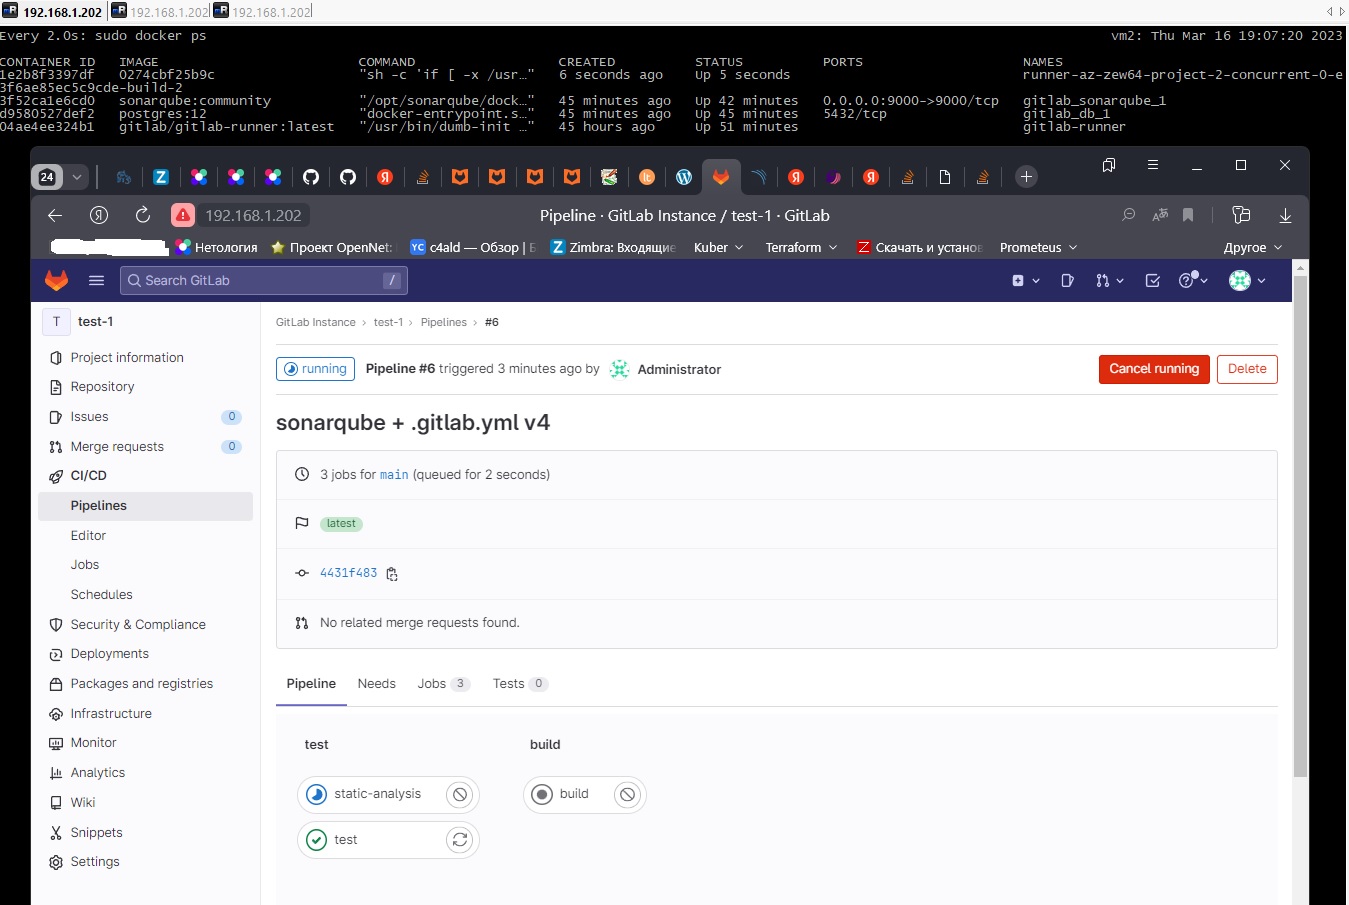 192.168.1.202
192.168.1.202
192.168.1.202
Every 2.0s: sudo docker ps
vm2: Thu Mar 16 19:07:20 2023
CONTAINER ID IMAGE COMMAND CREATED STATUS PORTS NAMES
1e2b8f3397df 0274cbf25b9c "sh -c 'if [ -x /usr…" 6 seconds ago Up 5 seconds runner-az-zew64-project-2-concurrent-0-e
3f6ae85ec5c9cde-build-2
3f52ca1e6cd0 sonarqube:community "/opt/sonarqube/dock…" 45 minutes ago Up 42 minutes 0.0.0.0:9000->9000/tcp gitlab_sonarqube_1
d9580527def2 postgres:12 "docker-entrypoint.s…" 45 minutes ago Up 45 minutes 5432/tcp gitlab_db_1
04ae4ee324b1 gitlab/gitlab-runner:latest "/usr/bin/dumb-init …" 45 hours ago Up 51 minutes gitlab-runner
24
192.168.1.202
Pipeline · GitLab Instance / test-1 · GitLab
Нетология
Проект OpenNet:
YC c4ald — Обзор | Б
Zimbra: Входящие
Kuber
Terraform
Скачать и установ
Prometeus
Другое
Search GitLab /
T test-1
Project information
Repository
Issues 0
Merge requests 0
CI/CD
Pipelines
Editor
Jobs
Schedules
Security & Compliance
Deployments
Packages and registries
Infrastructure
Monitor
Analytics
Wiki
Snippets
Settings
GitLab Instance › test-1 › Pipelines › #6
running Pipeline #6 triggered 3 minutes ago by Administrator
Cancel running
Delete
sonarqube + .gitlab.yml v4
3 jobs for main (queued for 2 seconds)
latest
4431f483
No related merge requests found.
Pipeline Needs Jobs 3 Tests 0
test build
static-analysis build
test